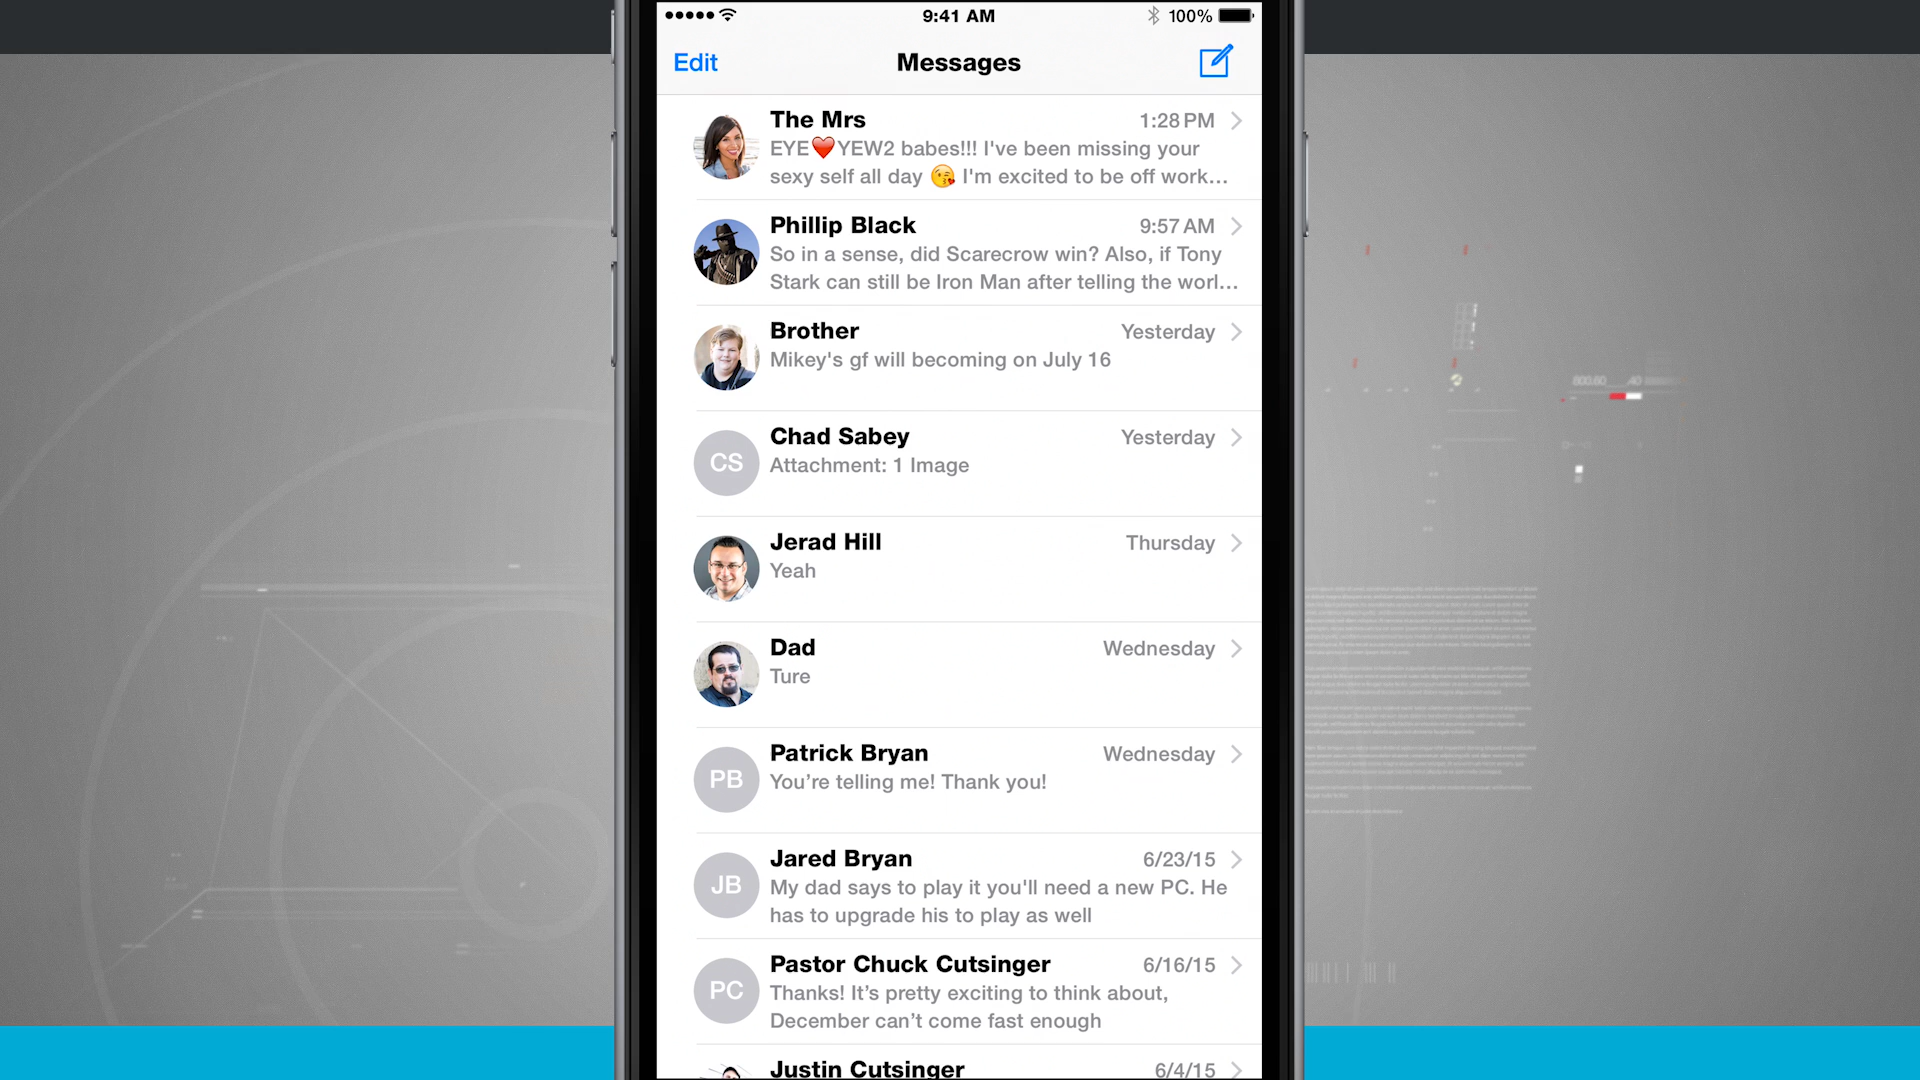 9:41 AM
100%
Edit
Messages
The Mrs
1:28 PM
EYE❤️YEW2 babes!!! I've been missing your
sexy self all day 😘 I'm excited to be off work...
Phillip Black
9:57 AM
So in a sense, did Scarecrow win? Also, if Tony
Stark can still be Iron Man after telling the worl...
Brother
Yesterday
Mikey's gf will becoming on July 16
CS
Chad Sabey
Yesterday
Attachment: 1 Image
Jerad Hill
Thursday
Yeah
Dad
Wednesday
Ture
PB
Patrick Bryan
Wednesday
You’re telling me! Thank you!
JB
Jared Bryan
6/23/15
My dad says to play it you'll need a new PC. He
has to upgrade his to play as well
PC
Pastor Chuck Cutsinger
6/16/15
Thanks! It’s pretty exciting to think about,
December can’t come fast enough
Justin Cutsinger
6/4/15